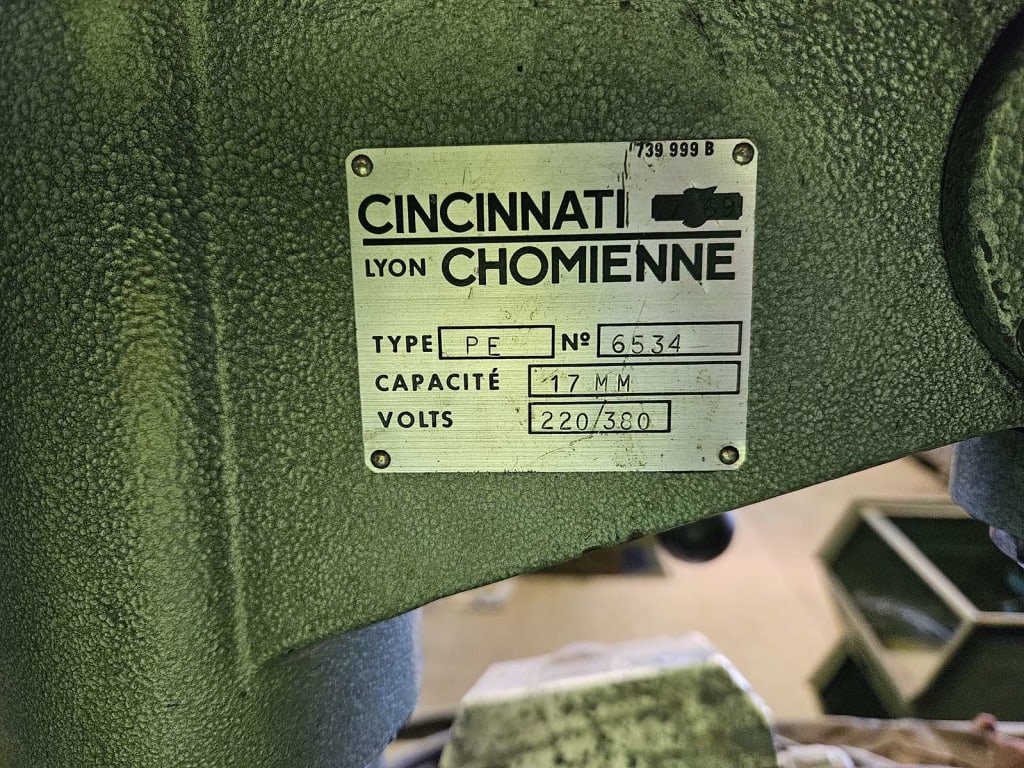 739 999 B
CINCINNATI
LYON CHOMIENNE
TYPE PE Nº 6534
CAPACITÉ 17 MM
VOLTS 220/380